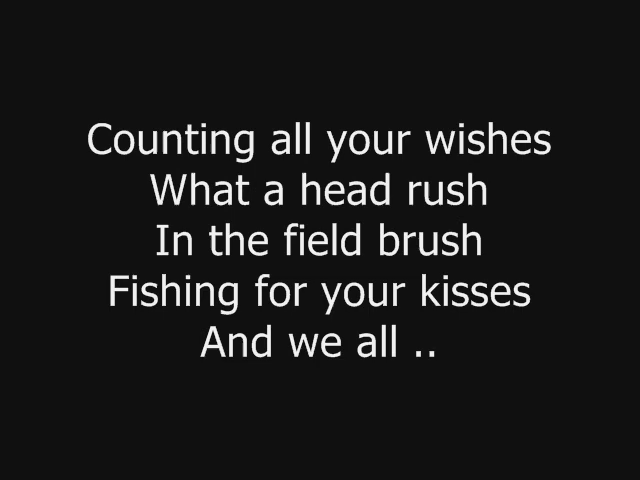 Counting all your wishes
What a head rush
In the field brush
Fishing for your kisses
And we all ..